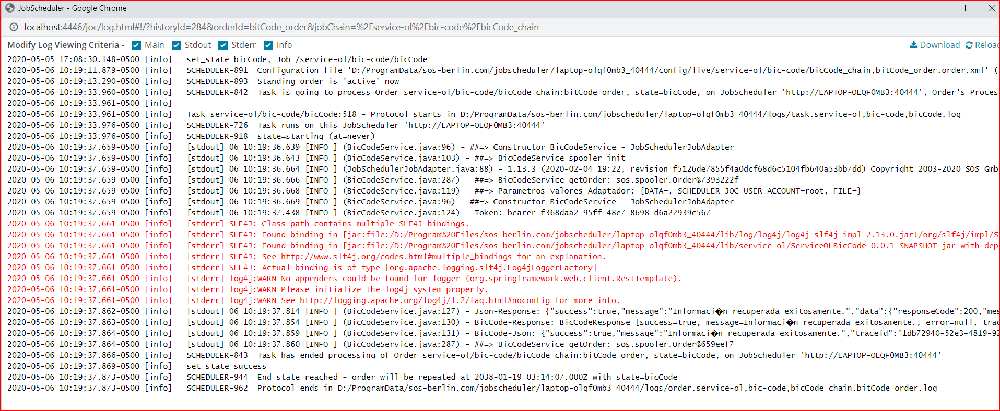 JobScheduler - Google Chrome
localhost:4446/joc/log.html#!/?historyId=284&orderId=bitCode_order&jobChain=%2Fservice-ol%2Fbic-code%2FbicCode_chain
Modify Log Viewing Criteria - Main Stdout Stderr Info Download Reload
2020-05-05 17:08:30.148-0500 [info] set_state bicCode, Job /service-ol/bic-code/bicCode
2020-05-06 10:19:11.879-0500 [info] SCHEDULER-891 Configuration file 'D:/ProgramData/sos-berlin.com/jobscheduler/laptop-olqf0mb3_40444/config/live/service-ol/bic-code/bicCode_chain,bitCode_order.order.xml' (
2020-05-06 10:19:13.290-0500 [info] SCHEDULER-893 Standing_order is 'active' now
2020-05-06 10:19:33.960-0500 [info] SCHEDULER-842 Task is going to process Order service-ol/bic-code/bicCode_chain:bitCode_order, state=bicCode, on JobScheduler 'http://LAPTOP-OLQF0MB3:40444', Order's Proces
2020-05-06 10:19:33.961-0500 [info]
2020-05-06 10:19:33.961-0500 [info] Task service-ol/bic-code/bicCode:518 - Protocol starts in D:/ProgramData/sos-berlin.com/jobscheduler/laptop-olqf0mb3_40444/logs/task.service-ol,bic-code,bicCode.log
2020-05-06 10:19:33.976-0500 [info] SCHEDULER-726 Task runs on this JobScheduler 'http://LAPTOP-OLQF0MB3:40444'
2020-05-06 10:19:33.976-0500 [info] SCHEDULER-918 state=starting (at=never)
2020-05-06 10:19:37.659-0500 [info] [stdout] 06 10:19:36.639 [INFO ] (BicCodeService.java:96) - ##=> Constructor BicCodeService - JobSchedulerJobAdapter
2020-05-06 10:19:37.659-0500 [info] [stdout] 06 10:19:36.643 [INFO ] (BicCodeService.java:103) - ##=> BicCodeService spooler_init
2020-05-06 10:19:37.659-0500 [info] [stdout] 06 10:19:36.664 [INFO ] (JobSchedulerJobAdapter.java:88) - 1.13.3 (2020-02-04 19:22, revision f5126de7855f4a0dcf68d6c5104fb640a53bb7dd) Copyright 2003-2020 SOS Gmb
2020-05-06 10:19:37.659-0500 [info] [stdout] 06 10:19:36.666 [INFO ] (BicCodeService.java:287) - ##=> BicCodeService getOrder: sos.spooler.Order@7393222f
2020-05-06 10:19:37.659-0500 [info] [stdout] 06 10:19:36.668 [INFO ] (BicCodeService.java:119) - ##=> Parametros valores Adaptador: {DATA=, SCHEDULER_JOC_USER_ACCOUNT=root, FILE=}
2020-05-06 10:19:37.659-0500 [info] [stdout] 06 10:19:36.669 [INFO ] (BicCodeService.java:96) - ##=> Constructor BicCodeService - JobSchedulerJobAdapter
2020-05-06 10:19:37.659-0500 [info] [stdout] 06 10:19:37.438 [INFO ] (BicCodeService.java:124) - Token: bearer f368daa2-95ff-48e7-8698-d6a22939c567
2020-05-06 10:19:37.661-0500 [info] [stderr] SLF4J: Class path contains multiple SLF4J bindings.
2020-05-06 10:19:37.661-0500 [info] [stderr] SLF4J: Found binding in [jar:file:/D:/Program%20Files/sos-berlin.com/jobscheduler/laptop-olqf0mb3_40444/lib/log/log4j/log4j-slf4j-impl-2.13.0.jar!/org/slf4j/impl/S
2020-05-06 10:19:37.661-0500 [info] [stderr] SLF4J: Found binding in [jar:file:/D:/Program%20Files/sos-berlin.com/jobscheduler/laptop-olqf0mb3_40444/lib/service-ol/ServiceOLBicCode-0.0.1-SNAPSHOT-jar-with-dep
2020-05-06 10:19:37.661-0500 [info] [stderr] SLF4J: See http://www.slf4j.org/codes.html#multiple_bindings for an explanation.
2020-05-06 10:19:37.661-0500 [info] [stderr] SLF4J: Actual binding is of type [org.apache.logging.slf4j.Log4jLoggerFactory]
2020-05-06 10:19:37.661-0500 [info] [stderr] log4j:WARN No appenders could be found for logger (org.springframework.web.client.RestTemplate).
2020-05-06 10:19:37.661-0500 [info] [stderr] log4j:WARN Please initialize the log4j system properly.
2020-05-06 10:19:37.661-0500 [info] [stderr] log4j:WARN See http://logging.apache.org/log4j/1.2/faq.html#noconfig for more info.
2020-05-06 10:19:37.862-0500 [info] [stdout] 06 10:19:37.814 [INFO ] (BicCodeService.java:127) - Json-Response: {"success":true,"message":"Informaci�n recuperada exitosamente.","data":{"responseCode":200,"mes
2020-05-06 10:19:37.863-0500 [info] [stdout] 06 10:19:37.854 [INFO ] (BicCodeService.java:130) - BicCode-Response: BicCodeResponse [success=true, message=Informaci�n recuperada exitosamente., error=null, trac
2020-05-06 10:19:37.864-0500 [info] [stdout] 06 10:19:37.859 [INFO ] (BicCodeService.java:131) - BicCode-Json: {"success":true,"message":"Informaci�n recuperada exitosamente.","traceid":"1db72940-52e3-4819-92
2020-05-06 10:19:37.864-0500 [info] [stdout] 06 10:19:37.860 [INFO ] (BicCodeService.java:287) - ##=> BicCodeService getOrder: sos.spooler.Order@659eef7
2020-05-06 10:19:37.866-0500 [info] SCHEDULER-843 Task has ended processing of Order service-ol/bic-code/bicCode_chain:bitCode_order, state=bicCode, on JobScheduler 'http://LAPTOP-OLQF0MB3:40444'
2020-05-06 10:19:37.869-0500 [info] set_state success
2020-05-06 10:19:37.873-0500 [info] SCHEDULER-944 End state reached - order will be repeated at 2038-01-19 03:14:07.000Z with state=bicCode
2020-05-06 10:19:37.873-0500 [info] SCHEDULER-962 Protocol ends in D:/ProgramData/sos-berlin.com/jobscheduler/laptop-olqf0mb3_40444/logs/order.service-ol,bic-code,bicCode_chain.bitCode_order.log